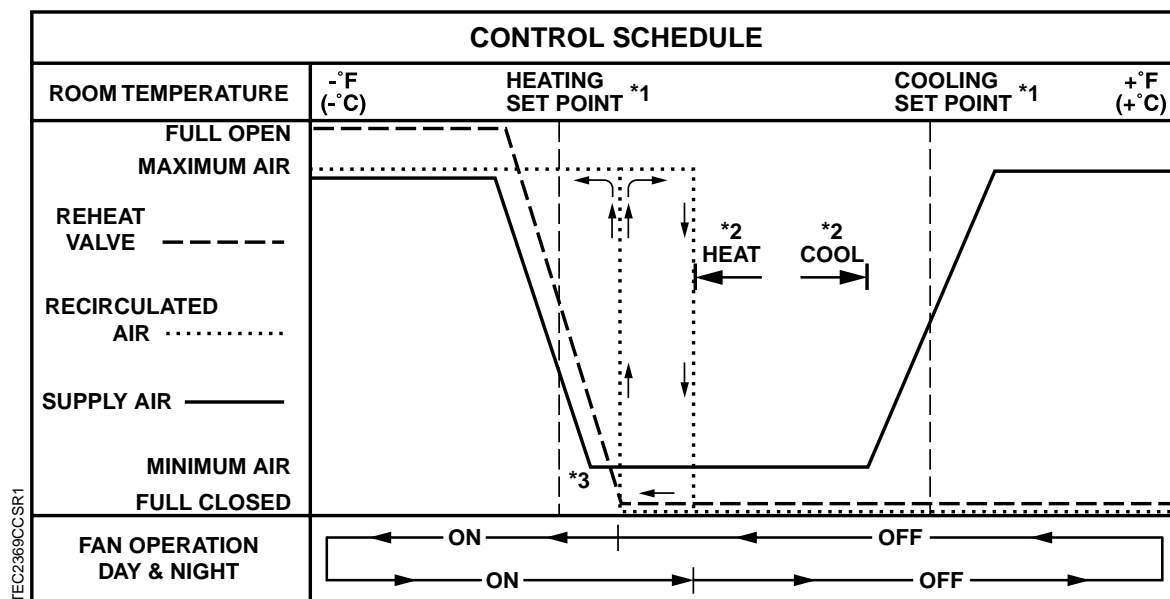 CONTROL SCHEDULE
ROOM TEMPERATURE
-°F
(-°C)
HEATING
SET POINT *1
COOLING
SET POINT *1
+°F
(+°C)
FULL OPEN
MAXIMUM AIR
REHEAT
VALVE
RECIRCULATED
AIR
SUPPLY AIR
MINIMUM AIR
FULL CLOSED
*2
HEAT
*2
COOL
*3
FAN OPERATION
DAY & NIGHT
ON
OFF
ON
OFF
TEC2369CCSR1